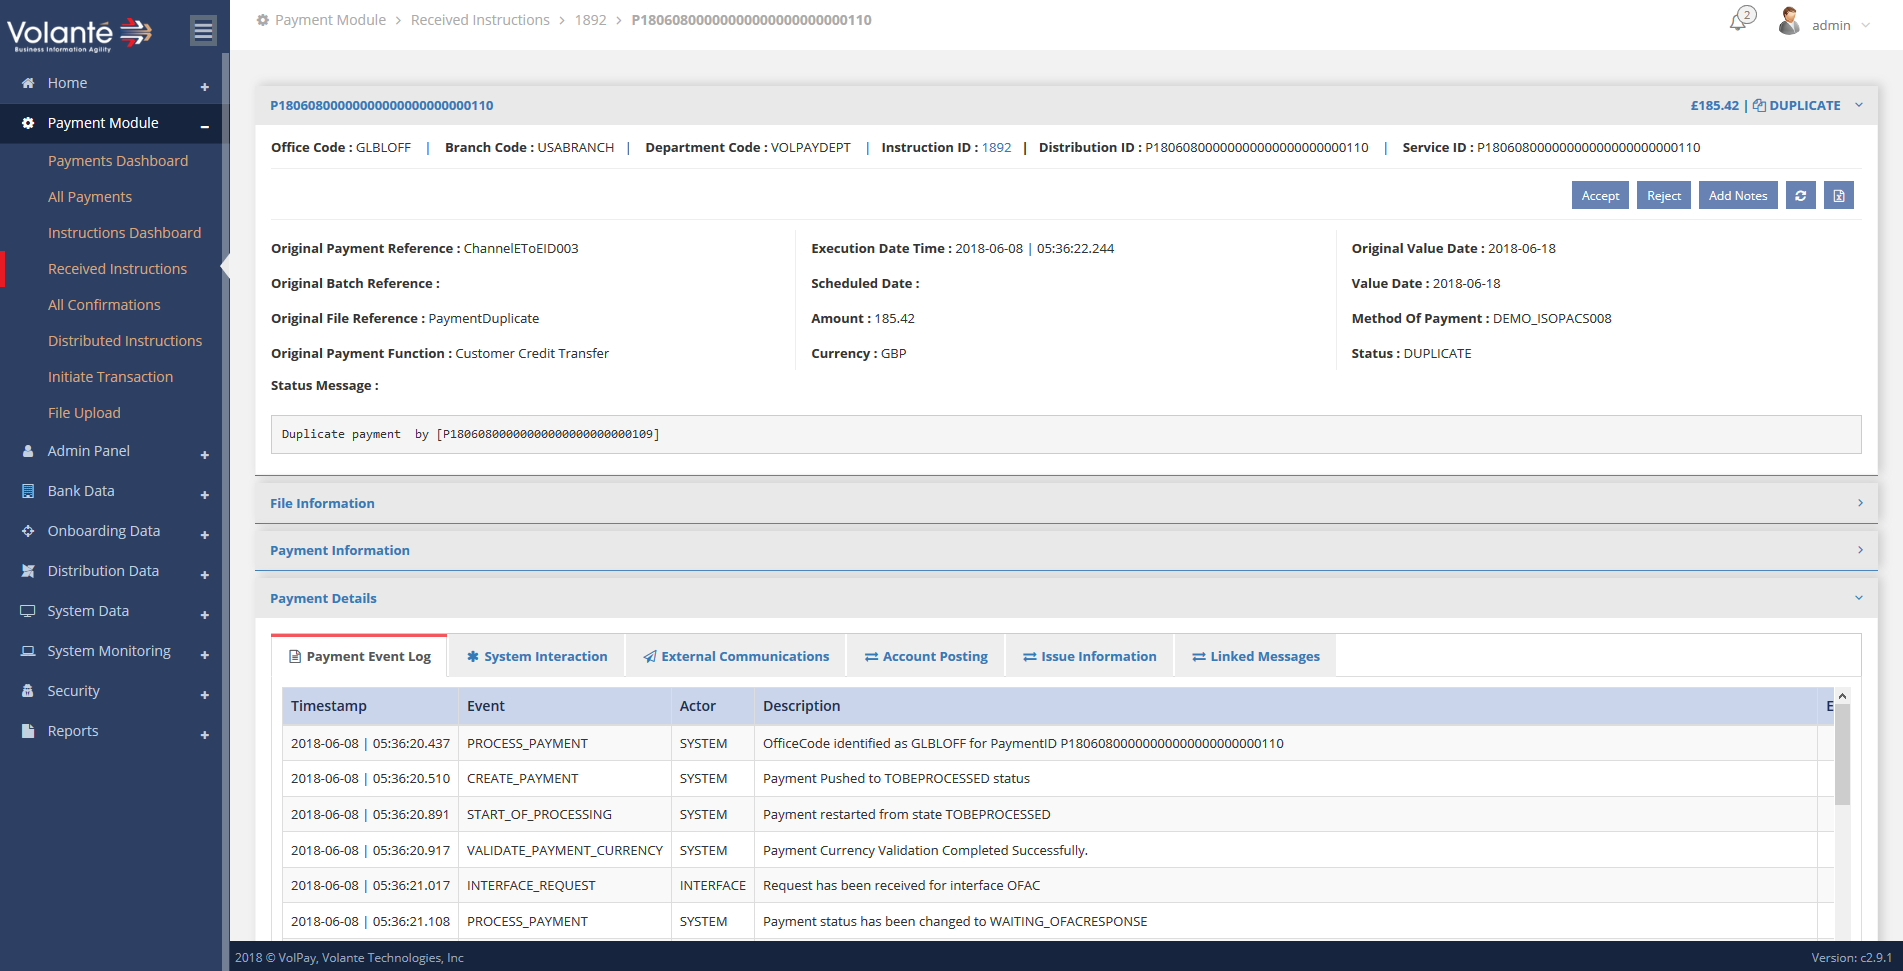 Volanté
Business Information Agility
Payment Module > Received Instructions > 1892 > P180608000000000000000000000110
2
admin
Home
Payment Module
Payments Dashboard
All Payments
Instructions Dashboard
Received Instructions
All Confirmations
Distributed Instructions
Initiate Transaction
File Upload
Admin Panel
Bank Data
Onboarding Data
Distribution Data
System Data
System Monitoring
Security
Reports
P180608000000000000000000000110
£185.42 | DUPLICATE
Office Code : GLBLOFF | Branch Code : USABRANCH | Department Code : VOLPAYDEPT | Instruction ID : 1892 | Distribution ID : P180608000000000000000000000110 | Service ID : P180608000000000000000000000110
Accept Reject Add Notes
Original Payment Reference : ChannelEToEID003
Execution Date Time : 2018-06-08 | 05:36:22.244
Original Value Date : 2018-06-18
Original Batch Reference :
Scheduled Date :
Value Date : 2018-06-18
Original File Reference : PaymentDuplicate
Amount : 185.42
Method Of Payment : DEMO_ISOPACS008
Original Payment Function : Customer Credit Transfer
Currency : GBP
Status : DUPLICATE
Status Message :
Duplicate payment by [P180608000000000000000000000109]
File Information
Payment Information
Payment Details
Payment Event Log System Interaction External Communications Account Posting Issue Information Linked Messages
Timestamp Event Actor Description E
2018-06-08 | 05:36:20.437 PROCESS_PAYMENT SYSTEM OfficeCode identified as GLBLOFF for PaymentID P180608000000000000000000000110
2018-06-08 | 05:36:20.510 CREATE_PAYMENT SYSTEM Payment Pushed to TOBEPROCESSED status
2018-06-08 | 05:36:20.891 START_OF_PROCESSING SYSTEM Payment restarted from state TOBEPROCESSED
2018-06-08 | 05:36:20.917 VALIDATE_PAYMENT_CURRENCY SYSTEM Payment Currency Validation Completed Successfully.
2018-06-08 | 05:36:21.017 INTERFACE_REQUEST INTERFACE Request has been received for interface OFAC
2018-06-08 | 05:36:21.108 PROCESS_PAYMENT SYSTEM Payment status has been changed to WAITING_OFACRESPONSE
2018 © VolPay, Volante Technologies, Inc
Version: c2.9.1